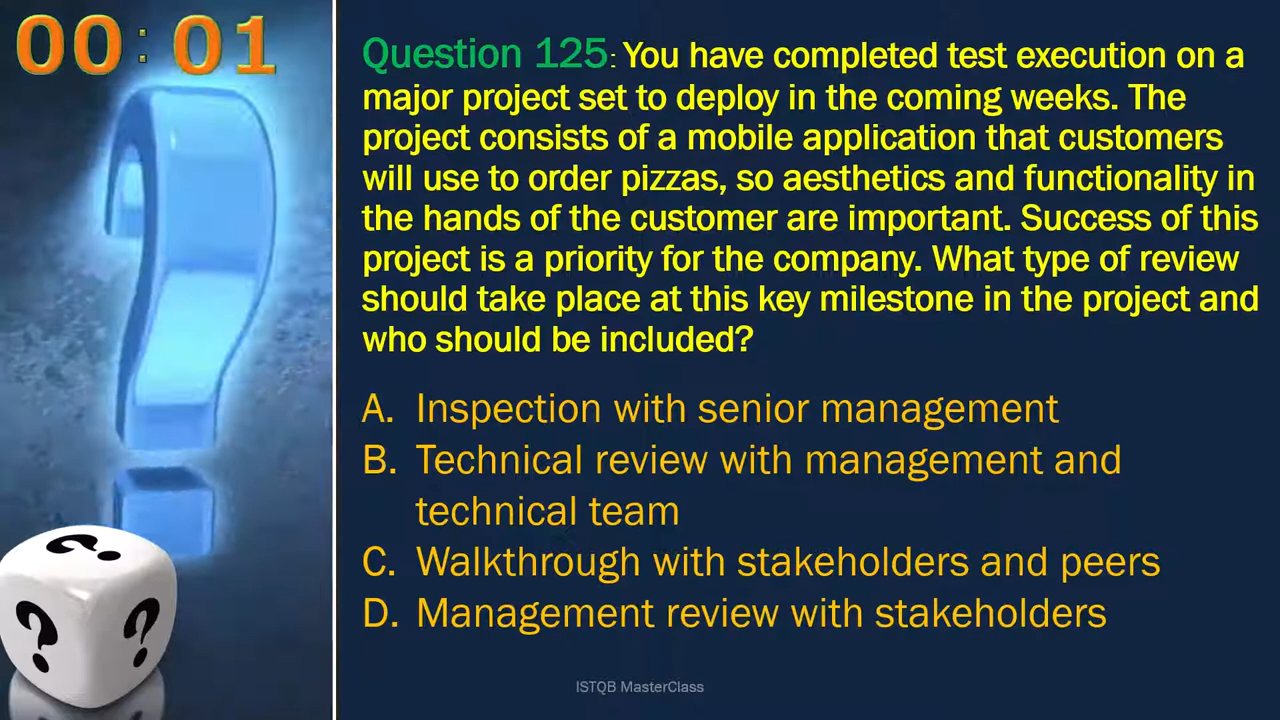 00:01
Question 125: You have completed test execution on a
major project set to deploy in the coming weeks. The
project consists of a mobile application that customers
will use to order pizzas, so aesthetics and functionality in
the hands of the customer are important. Success of this
project is a priority for the company. What type of review
should take place at this key milestone in the project and
who should be included?
A. Inspection with senior management
B. Technical review with management and
technical team
C. Walkthrough with stakeholders and peers
D. Management review with stakeholders
? ? ?
ISTQB MasterClass